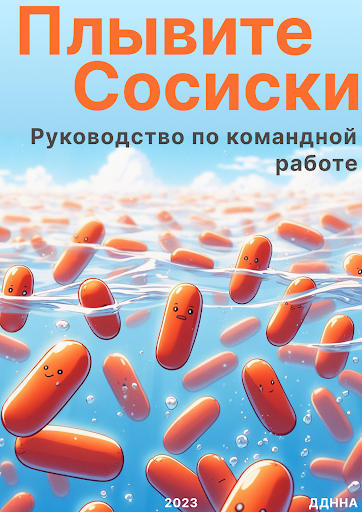 Плывите
Сосиски
Руководство по командной
работе
2023
ДДННА